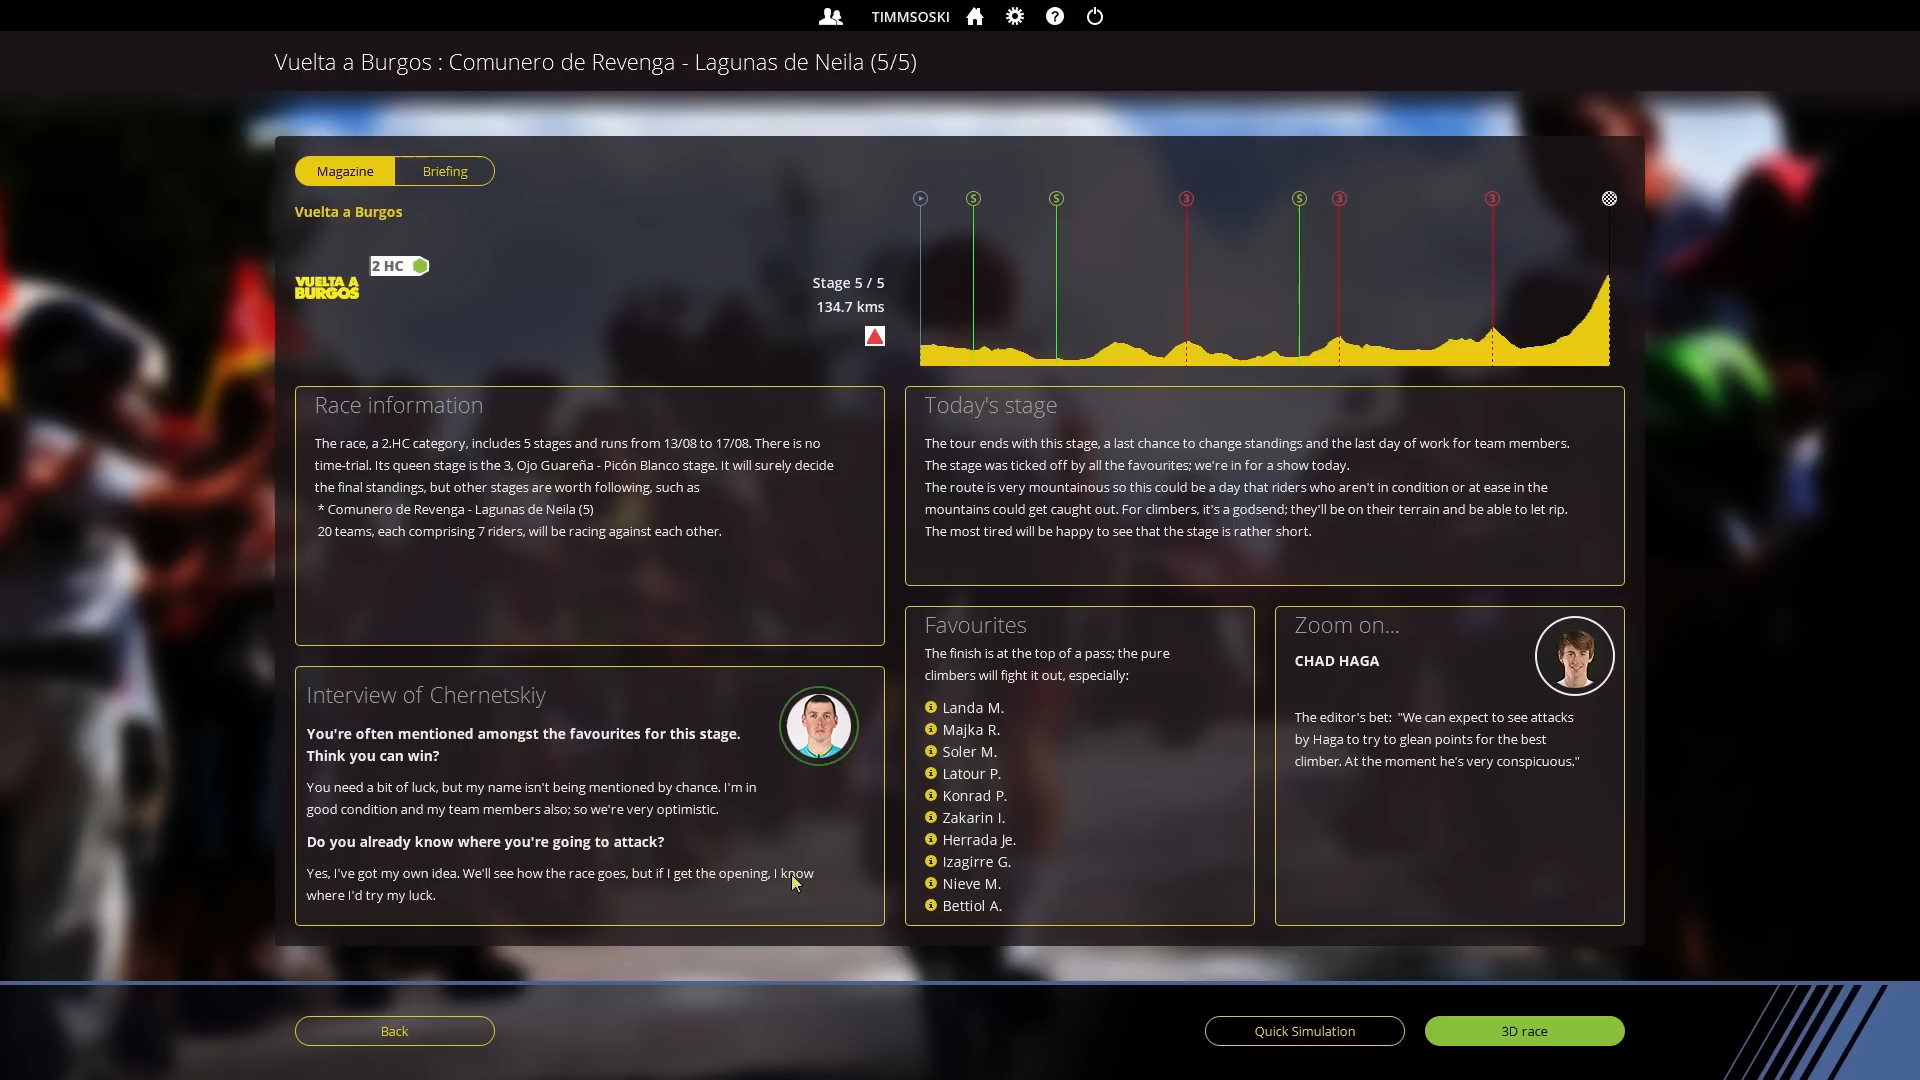 TIMMSOSKI
Vuelta a Burgos : Comunero de Revenga - Lagunas de Neila (5/5)
Magazine
Briefing
Vuelta a Burgos
2 HC
VUELTA A
BURGOS
Stage 5 / 5
134.7 kms
S
S
3
S
3
3
Race information
The race, a 2.HC category, includes 5 stages and runs from 13/08 to 17/08. There is no
time-trial. Its queen stage is the 3, Ojo Guareña - Picón Blanco stage. It will surely decide
the final standings, but other stages are worth following, such as
* Comunero de Revenga - Lagunas de Neila (5)
20 teams, each comprising 7 riders, will be racing against each other.
Today's stage
The tour ends with this stage, a last chance to change standings and the last day of work for team members.
The stage was ticked off by all the favourites; we're in for a show today.
The route is very mountainous so this could be a day that riders who aren't in condition or at ease in the
mountains could get caught out. For climbers, it's a godsend; they'll be on their terrain and be able to let rip.
The most tired will be happy to see that the stage is rather short.
Interview of Chernetskiy
You're often mentioned amongst the favourites for this stage.
Think you can win?
You need a bit of luck, but my name isn't being mentioned by chance. I'm in
good condition and my team members also; so we're very optimistic.
Do you already know where you're going to attack?
Yes, I've got my own idea. We'll see how the race goes, but if I get the opening, I know
where I'd try my luck.
Favourites
The finish is at the top of a pass; the pure
climbers will fight it out, especially:
Landa M.
Majka R.
Soler M.
Latour P.
Konrad P.
Zakarin I.
Herrada Je.
Izagirre G.
Nieve M.
Bettiol A.
Zoom on...
CHAD HAGA
The editor's bet: "We can expect to see attacks
by Haga to try to glean points for the best
climber. At the moment he's very conspicuous."
Back
Quick Simulation
3D race